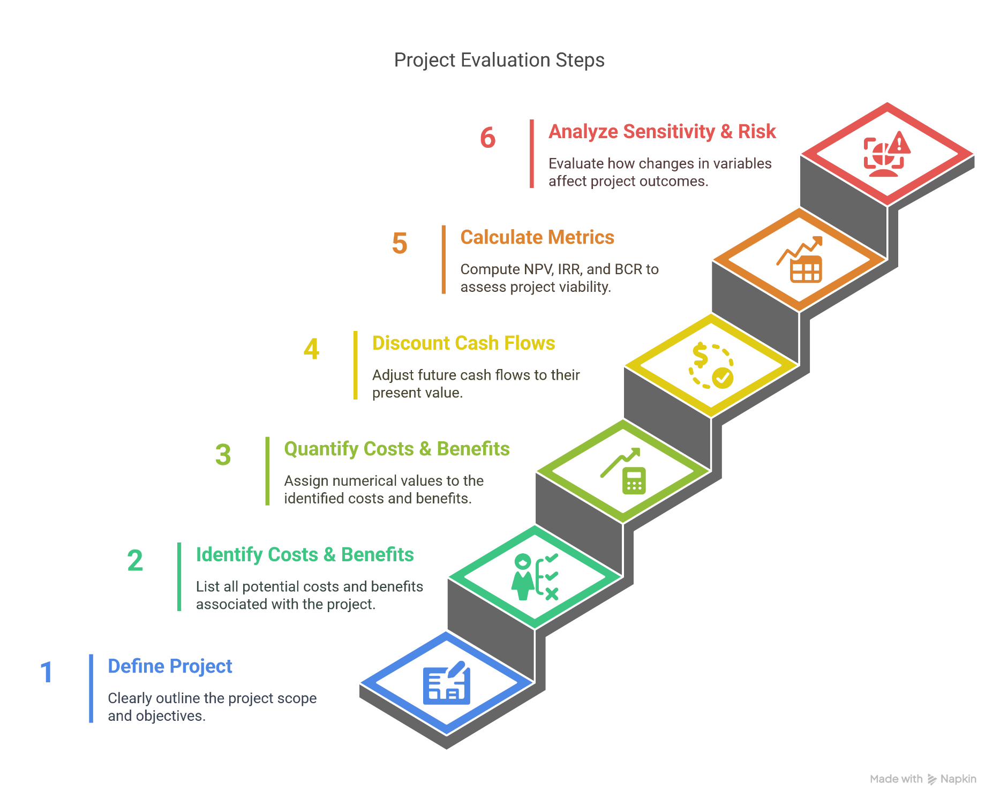 Project Evaluation Steps
6
Analyze Sensitivity & Risk
Evaluate how changes in variables
affect project outcomes.
5
Calculate Metrics
Compute NPV, IRR, and BCR to
assess project viability.
4
Discount Cash Flows
Adjust future cash flows to their
present value.
3
Quantify Costs & Benefits
Assign numerical values to the
identified costs and benefits.
2
Identify Costs & Benefits
List all potential costs and benefits
associated with the project.
1
Define Project
Clearly outline the project scope
and objectives.
Made with Napkin